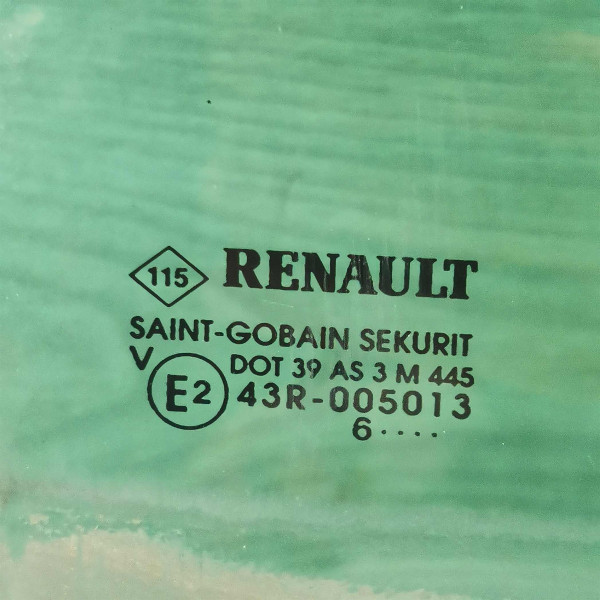 115 RENAULT
SAINT-GOBAIN SEKURIT
V DOT 39 AS 3 M 445
E2 43R-005013
6····